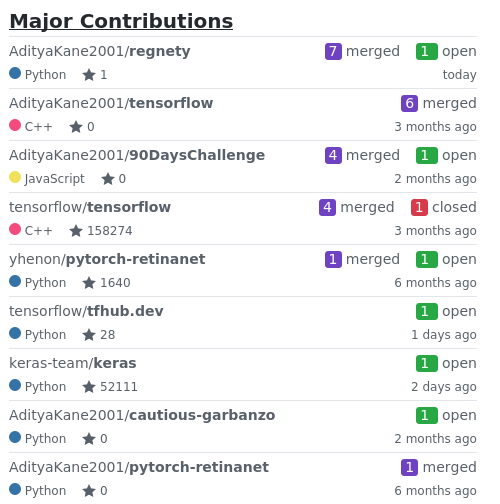 Major Contributions
AdityaKane2001/regnety 7 merged 1 open
Python 1 today
AdityaKane2001/tensorflow 6 merged
C++ 0 3 months ago
AdityaKane2001/90DaysChallenge 4 merged 1 open
JavaScript 0 2 months ago
tensorflow/tensorflow 4 merged 1 closed
C++ 158274 3 months ago
yhenon/pytorch-retinanet 1 merged 1 open
Python 1640 6 months ago
tensorflow/tfhub.dev 1 open
Python 28 1 days ago
keras-team/keras 1 open
Python 52111 2 days ago
AdityaKane2001/cautious-garbanzo 1 open
Python 0 2 months ago
AdityaKane2001/pytorch-retinanet 1 merged
Python 0 6 months ago